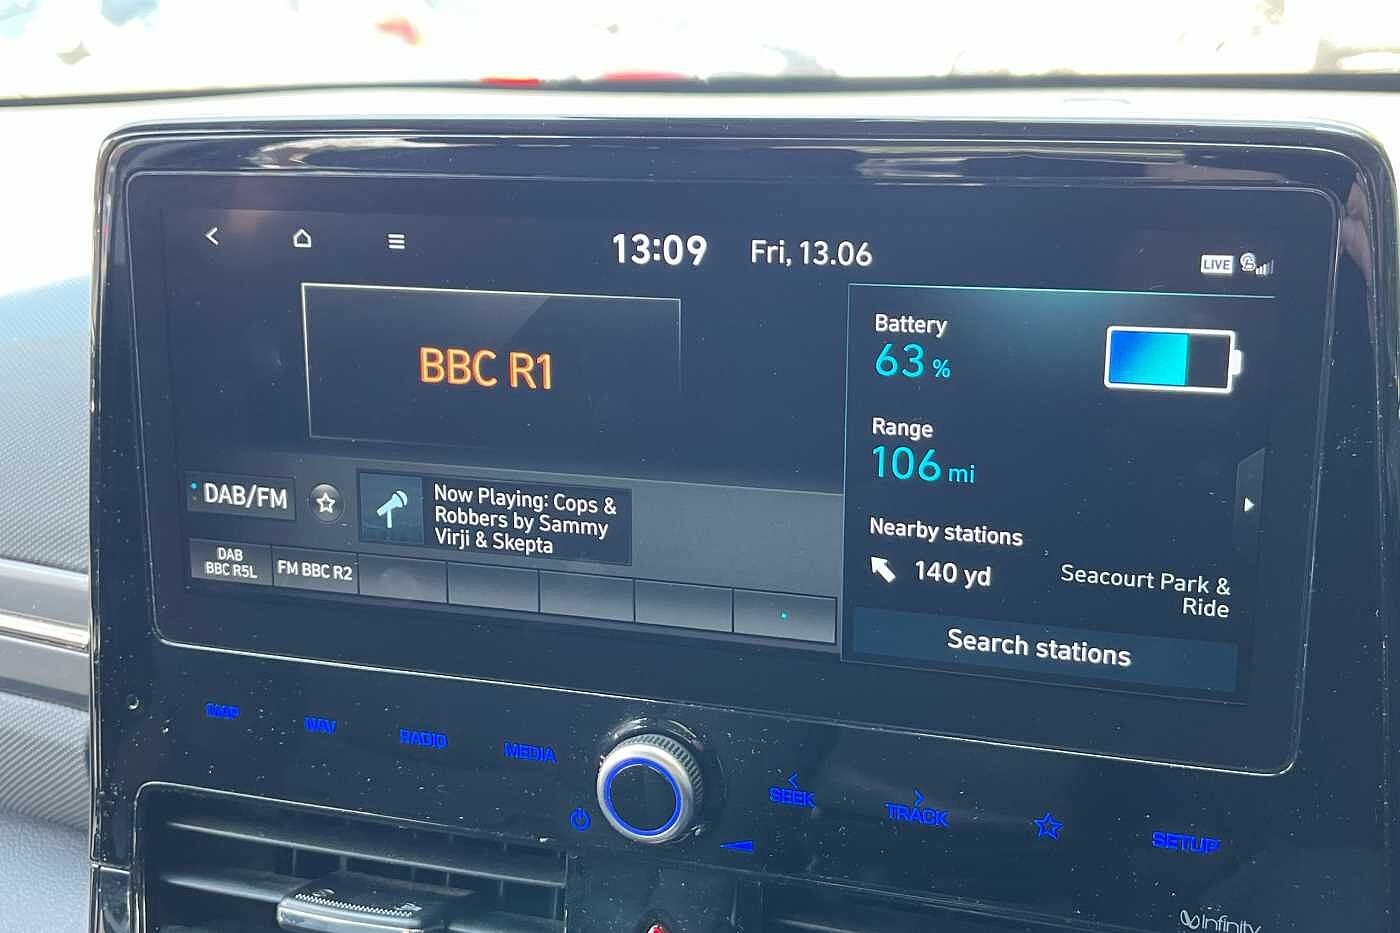 13:09 Fri, 13.06
LIVE
BBC R1
DAB/FM
Now Playing: Cops &
Robbers by Sammy
Virji & Skepta
DAB
BBC R5L
FM BBC R2
Battery
63 %
Range
106 mi
Nearby stations
140 yd
Seacourt Park &
Ride
Search stations
MAP
NAV
RADIO
MEDIA
SEEK
TRACK
SETUP
Infinity